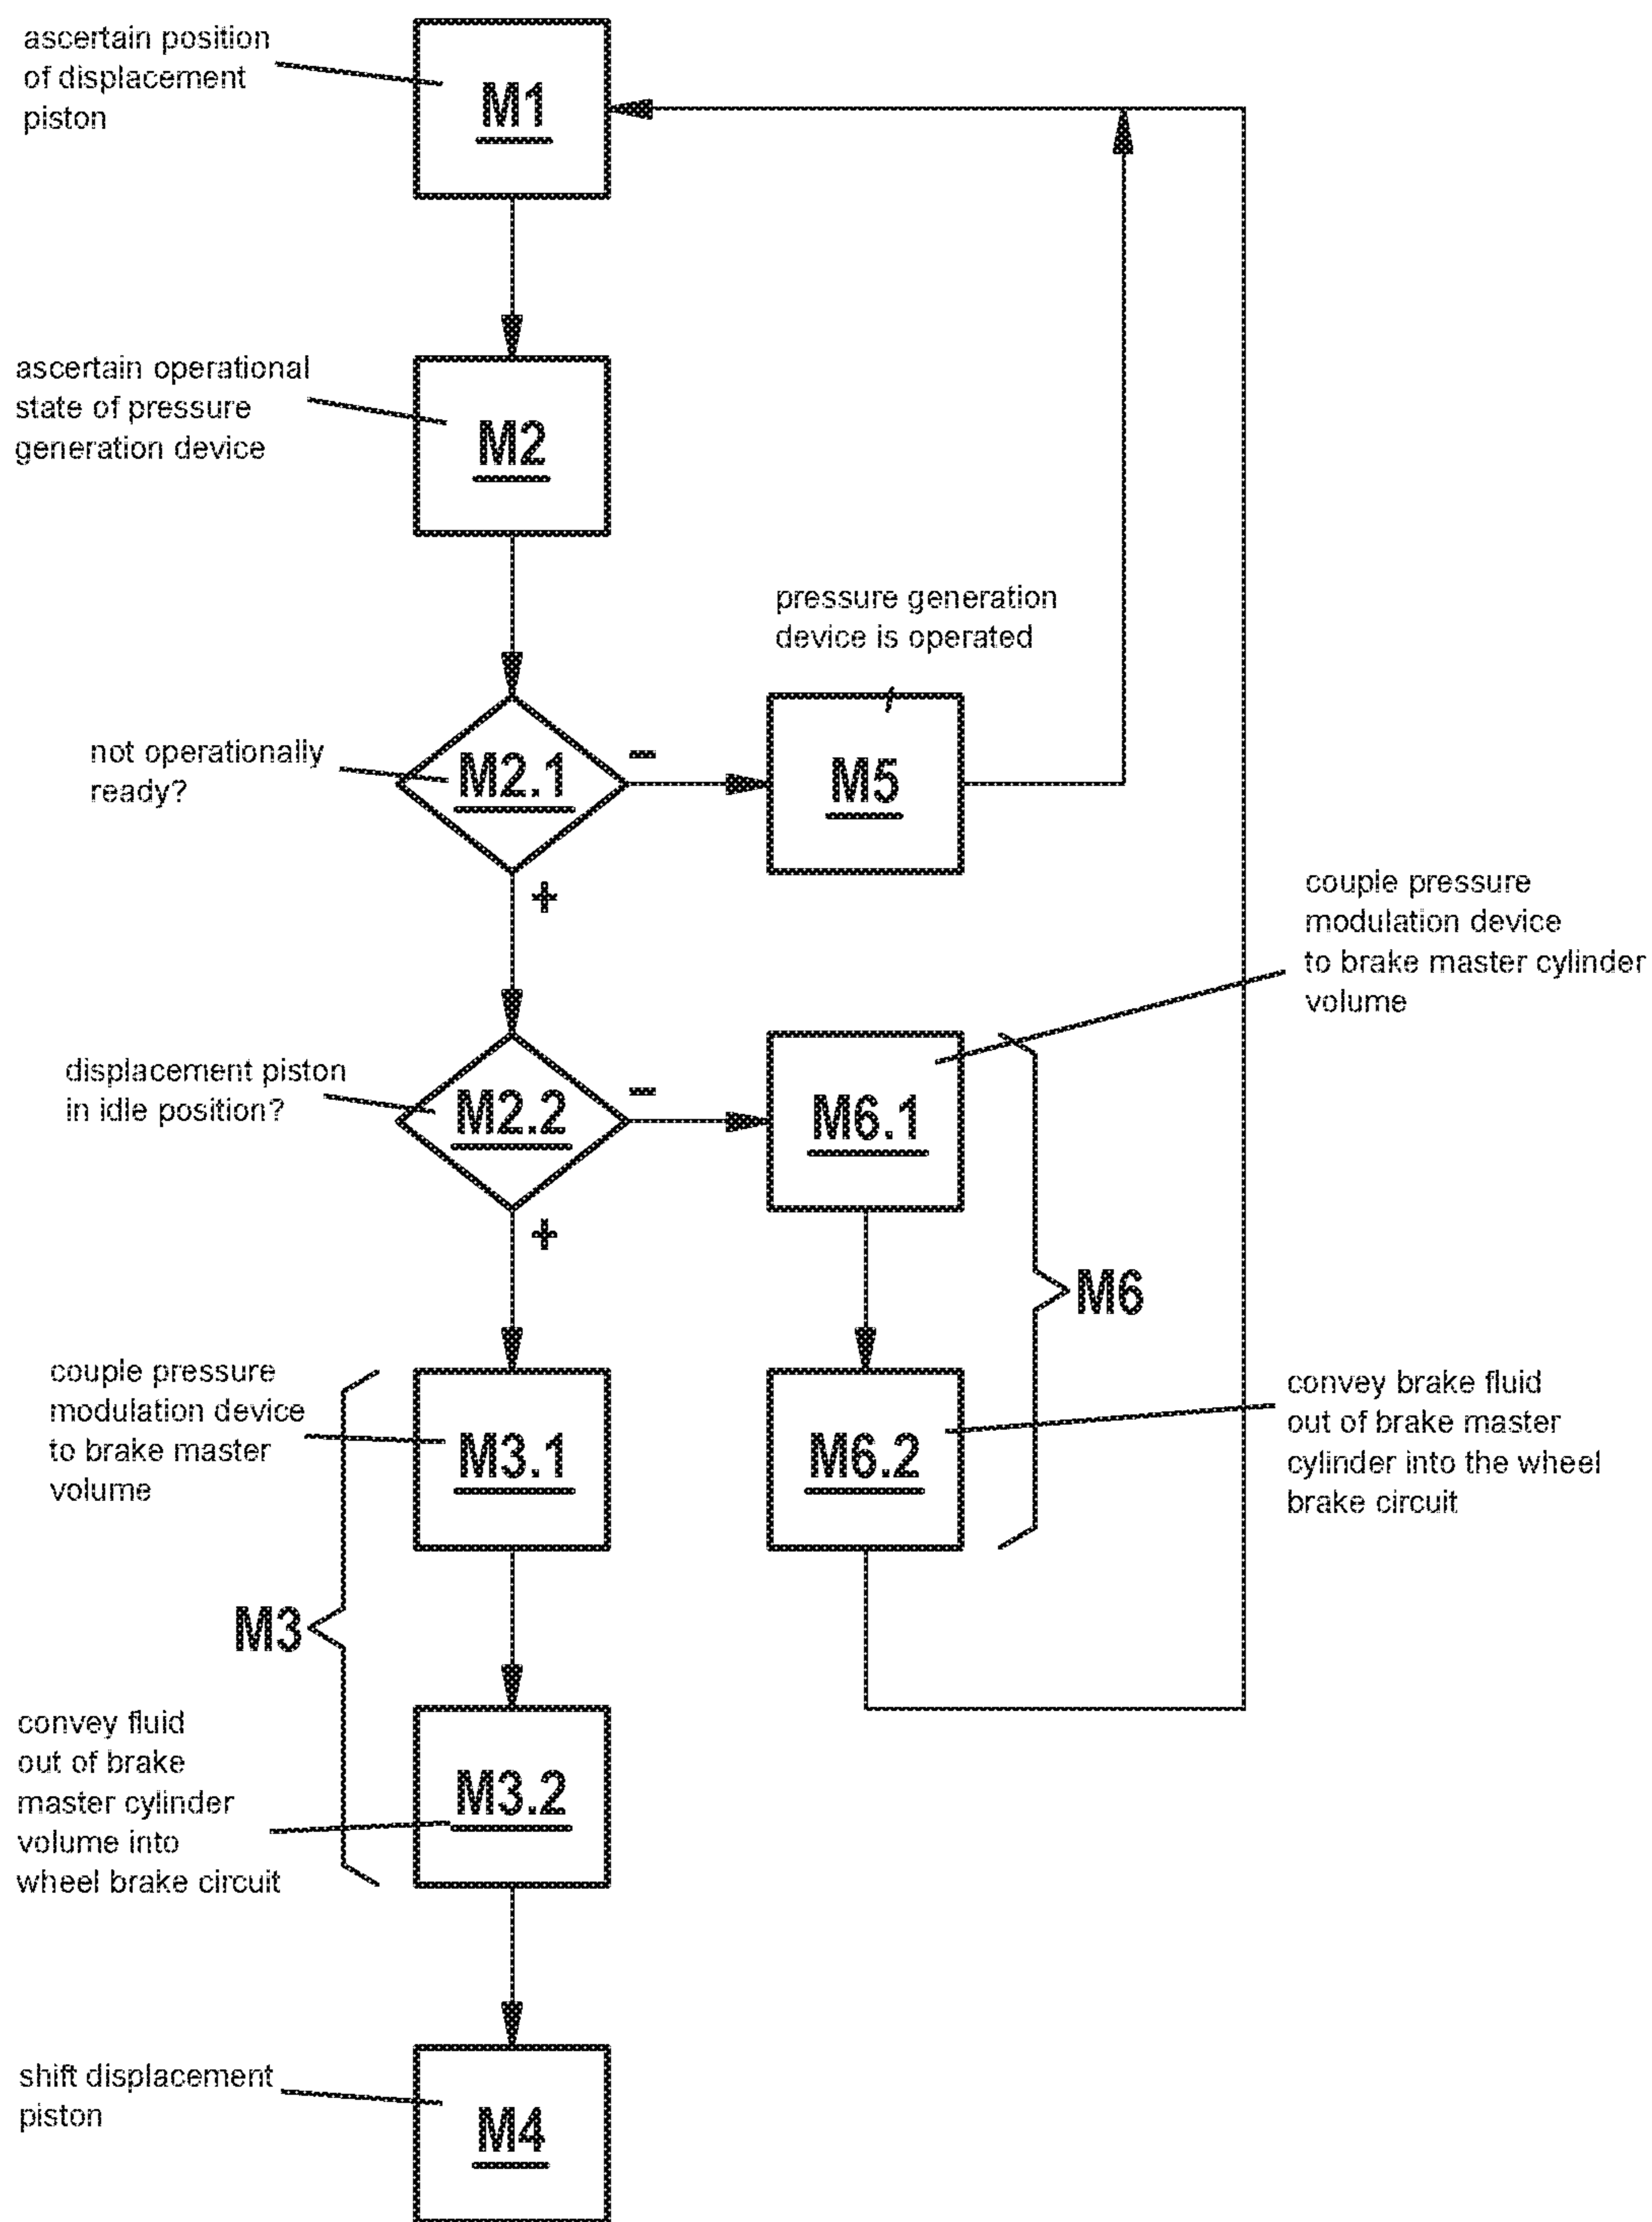 ascertain position
of displacement
piston
M1
ascertain operational
state of pressure
generation device
M2
pressure generation
device is operated
not operationally
ready?
M2.1
-
M5
+
couple pressure
modulation device
to brake master cylinder
volume
displacement piston
in idle position?
M2.2
-
M6.1
+
M6
couple pressure
modulation device
to brake master
volume
M3.1
M6.2
convey brake fluid
out of brake master
cylinder into the wheel
brake circuit
M3
convey fluid
out of brake
master cylinder
volume into
wheel brake circuit
M3.2
shift displacement
piston
M4